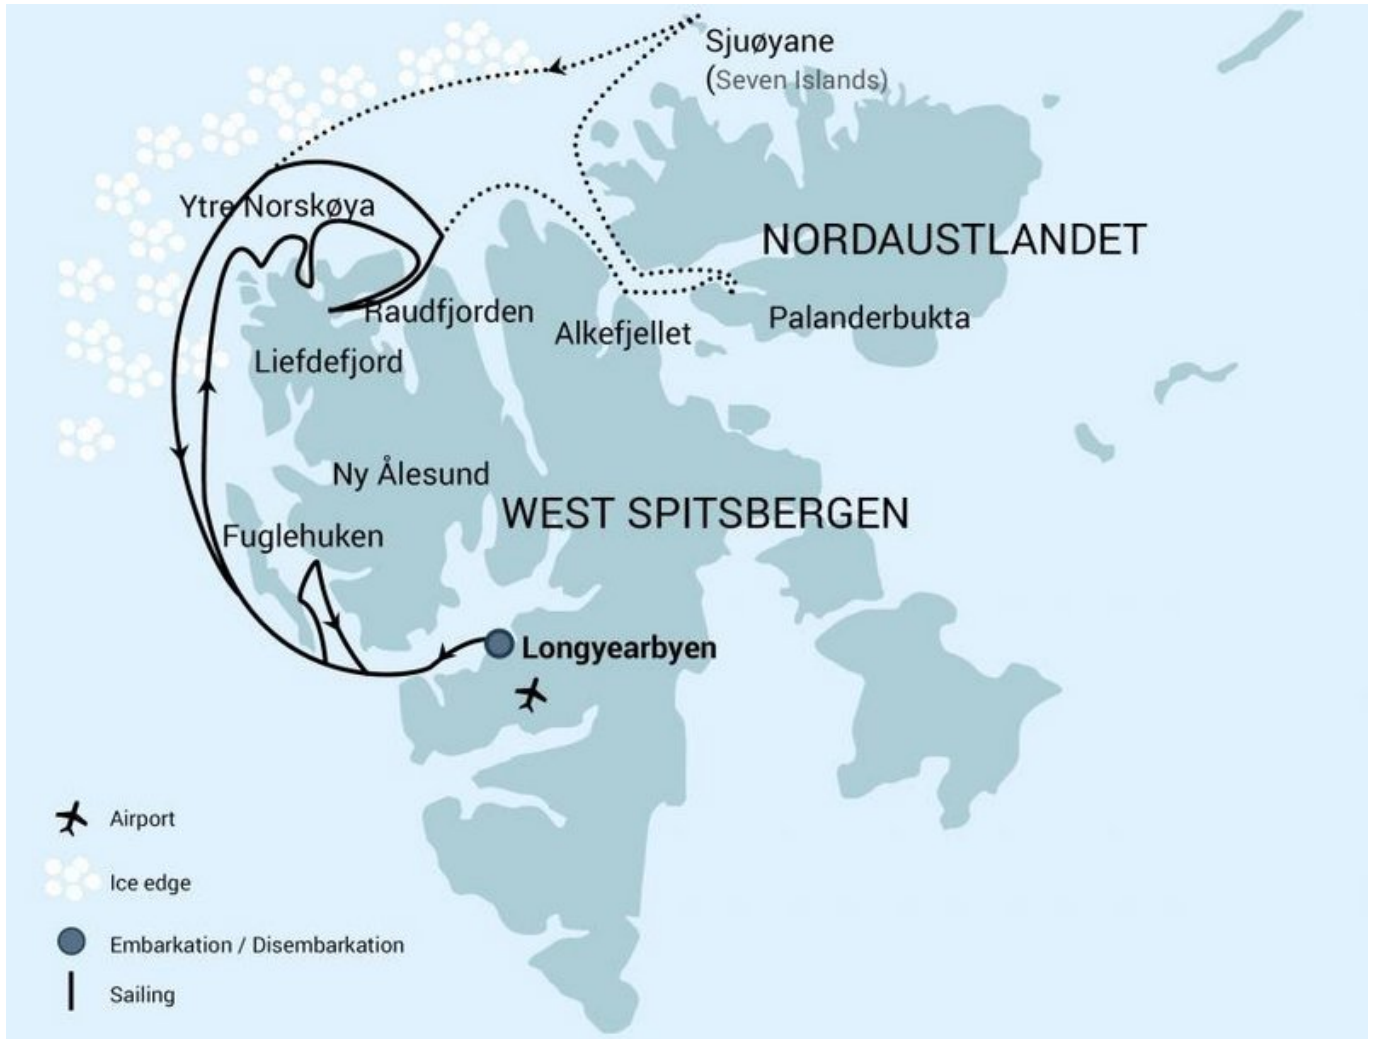 Sjuøyane
(Seven Islands)
Ytre Norskøya
NORDAUSTLANDET
Raudfjorden
Alkefjellet
Palanderbukta
Liefdefjord
Ny Ålesund
WEST SPITSBERGEN
Fuglehuken
Longyearbyen
Airport
Ice edge
Embarkation / Disembarkation
Sailing